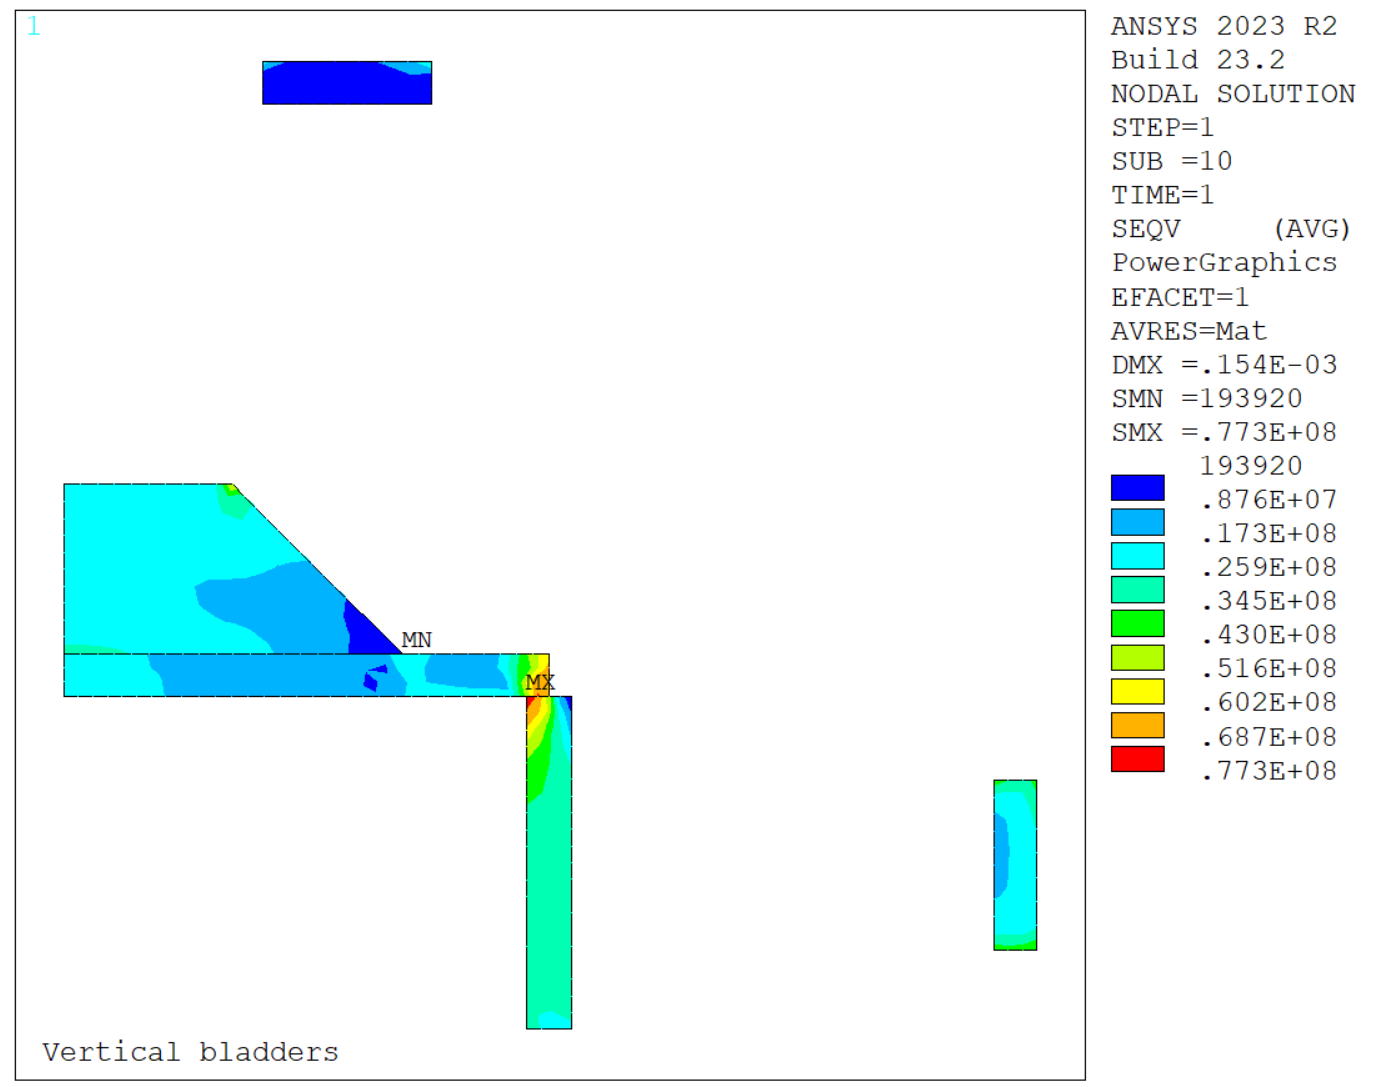 1
ANSYS 2023 R2
Build 23.2
NODAL SOLUTION
STEP=1
SUB =10
TIME=1
SEQV     (AVG)
PowerGraphics
EFACET=1
AVRES=Mat
DMX =.154E-03
SMN =193920
SMX =.773E+08
193920
.876E+07
.173E+08
.259E+08
.345E+08
.430E+08
.516E+08
.602E+08
.687E+08
.773E+08
MN
MX
Vertical bladders